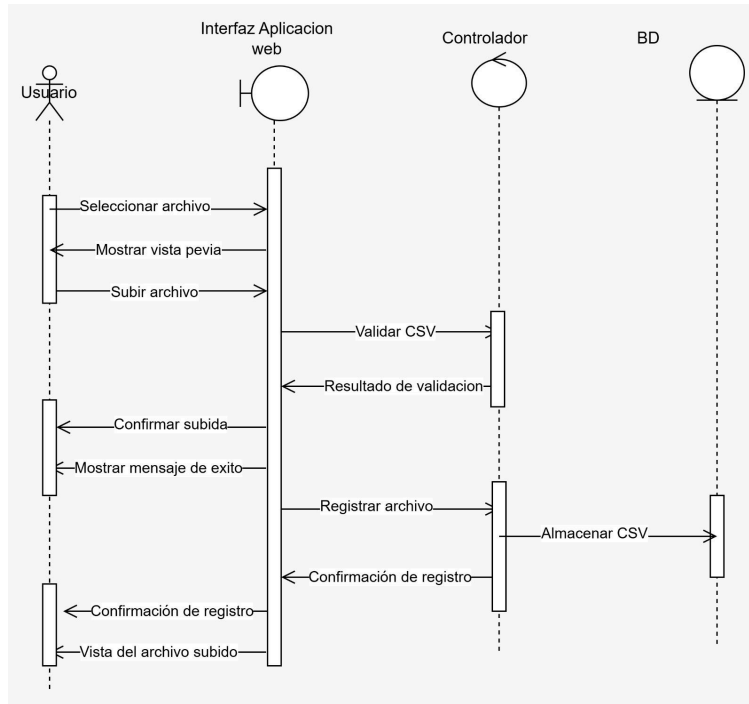 Interfaz Aplicacion
web
Controlador
BD
Usuario
Seleccionar archivo
Mostrar vista pevia
Subir archivo
Validar CSV
Resultado de validacion
Confirmar subida
Mostrar mensaje de exito
Registrar archivo
Almacenar CSV
Confirmación de registro
Confirmación de registro
Vista del archivo subido